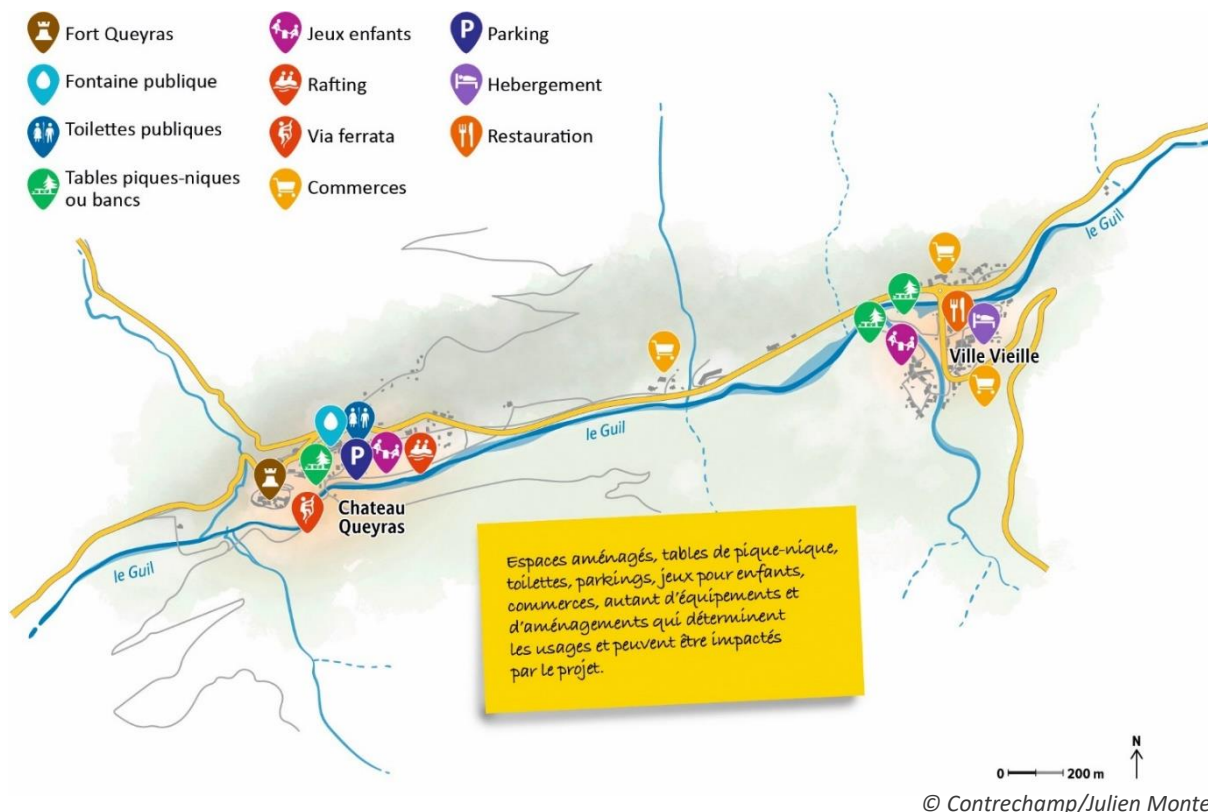 Fort Queyras
Fontaine publique
Toilettes publiques
Tables piques-niques
ou bancs
Jeux enfants
Rafting
Via ferrata
Commerces
P Parking
Hebergement
Restauration
le Guil
Ville Vieille
le Guil
P
Chateau
Queyras
le Guil
Espaces aménagés, tables de pique-nique,
toilettes, parkings, jeux pour enfants,
commerces, autant d'équipements et
d'aménagements qui déterminent
les usages et peuvent être impactés
par le projet.
N
0 200 m
© Contrechamp/Julien Monte